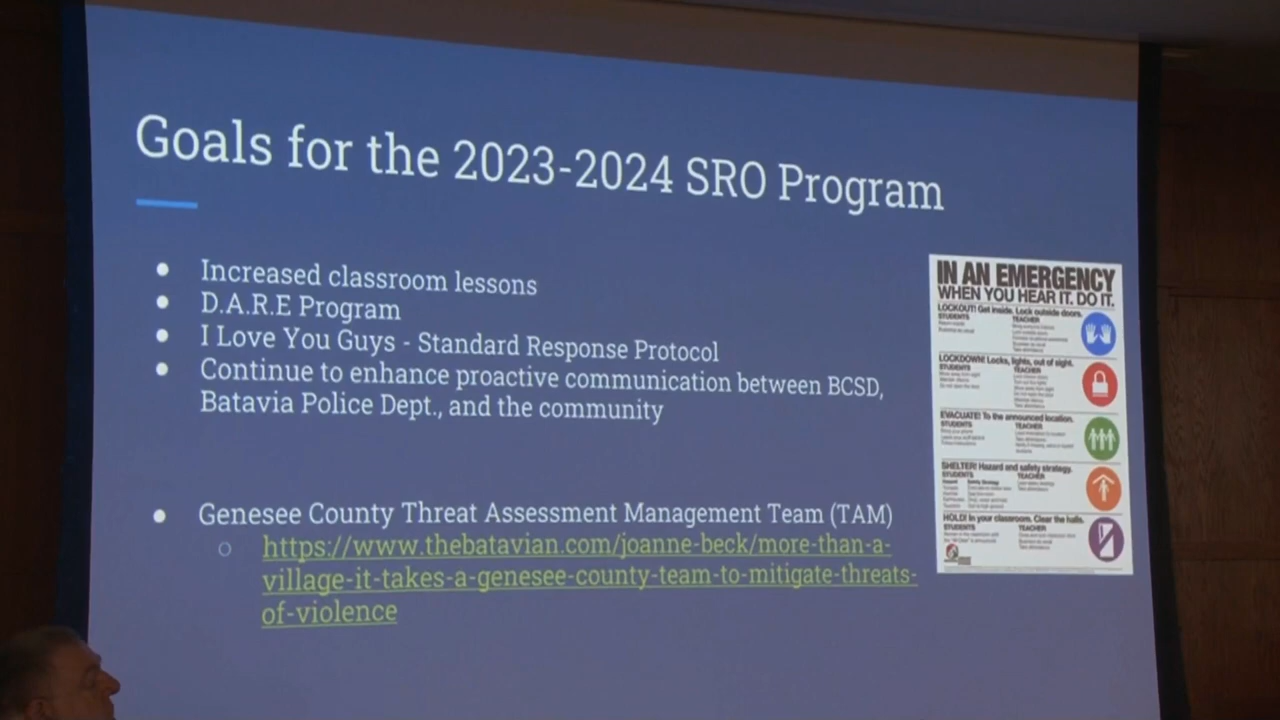 Goals for the 2023-2024 SRO Program
Increased classroom lessons
D.A.R.E Program
I Love You Guys - Standard Response Protocol
Continue to enhance proactive communication between BCSD,
Batavia Police Dept., and the community
Genesee County Threat Assessment Management Team (TAM)
https://www.thebatavian.com/joanne-beck/more-than-a-
village-it-takes-a-genesee-county-team-to-mitigate-threats-
of-violence
IN AN EMERGENCY
WHEN YOU HEAR IT. DO IT.
LOCKOUT! Get inside. Lock outside doors.
STUDENTS TEACHER
LOCKDOWN! Locks, lights, out of sight.
STUDENTS TEACHER
EVACUATE! To the announced location.
STUDENTS TEACHER
SHELTER! Hazard and safety strategy.
STUDENTS TEACHER
HOLD! In your classroom. Clear the halls.
STUDENTS TEACHER